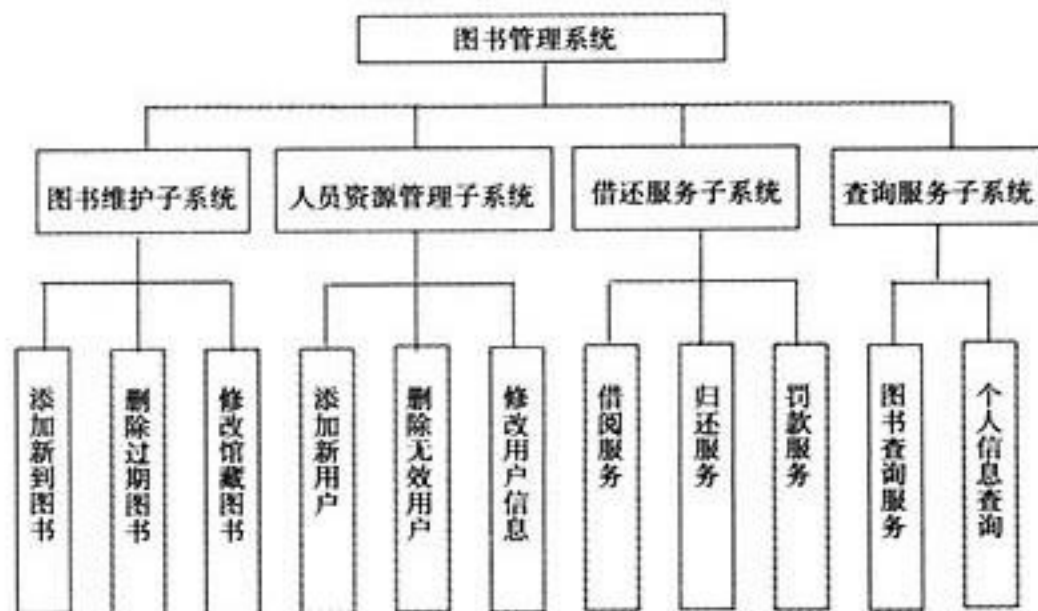 图书管理系统
图书维护子系统
人员资源管理子系统
借还服务子系统
查询服务子系统
添加新到图书
删除过期图书
修改馆藏图书
添加新用户
删除无效用户
修改用户信息
借阅服务
归还服务
罚款服务
图书查询服务
个人信息查询